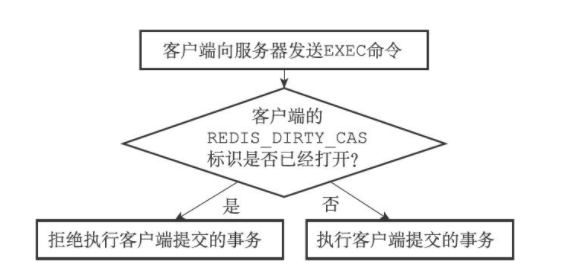 客户端向服务器发送EXEC命令
客户端的
REDIS_DIRTY_CAS
标识是否已经打开?
是
否
拒绝执行客户端提交的事务
执行客户端提交的事务